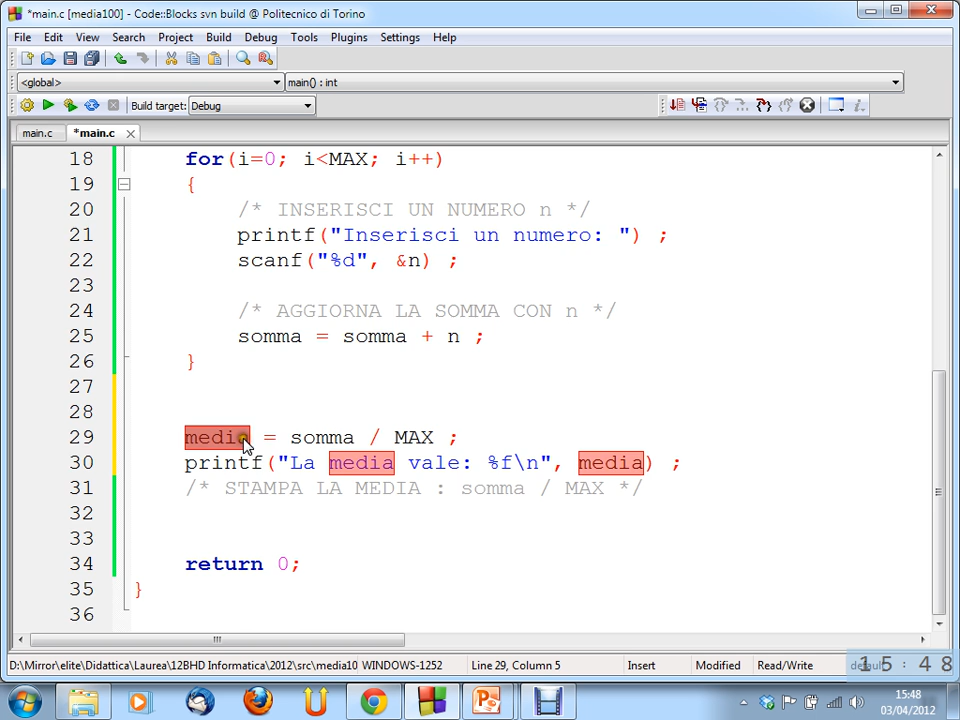 *main.c [media100] - Code::Blocks svn build @ Politecnico di Torino
File Edit View Search Project Build Debug Tools Plugins Settings Help
<global> main() : int
Build target: Debug
main.c *main.c
18 for(i=0; i<MAX; i++)
19 {
20 /* INSERISCI UN NUMERO n */
21 printf("Inserisci un numero: ") ;
22 scanf("%d", &n) ;
23
24 /* AGGIORNA LA SOMMA CON n */
25 somma = somma + n ;
26 }
27
28
29 media = somma / MAX ;
30 printf("La media vale: %f\n", media) ;
31 /* STAMPA LA MEDIA : somma / MAX */
32
33
34 return 0;
35 }
36
D:\Mirror\elite\Didattica\Laurea\12BHD Informatica\2012\src\media10 WINDOWS-1252 Line 29, Column 5 Insert Modified Read/Write default
15:48
15:48
03/04/2012